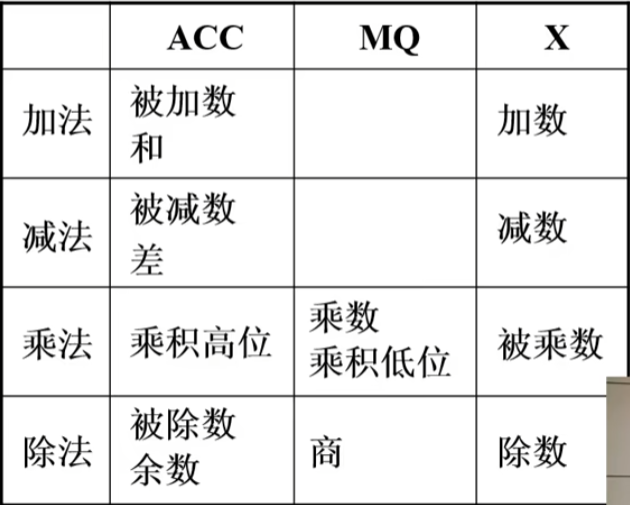 ACC MQ X
加法 被加数 加数
和
减法 被减数 减数
差
乘法 乘积高位 乘数 被乘数
乘积低位
除法 被除数 商 除数
余数